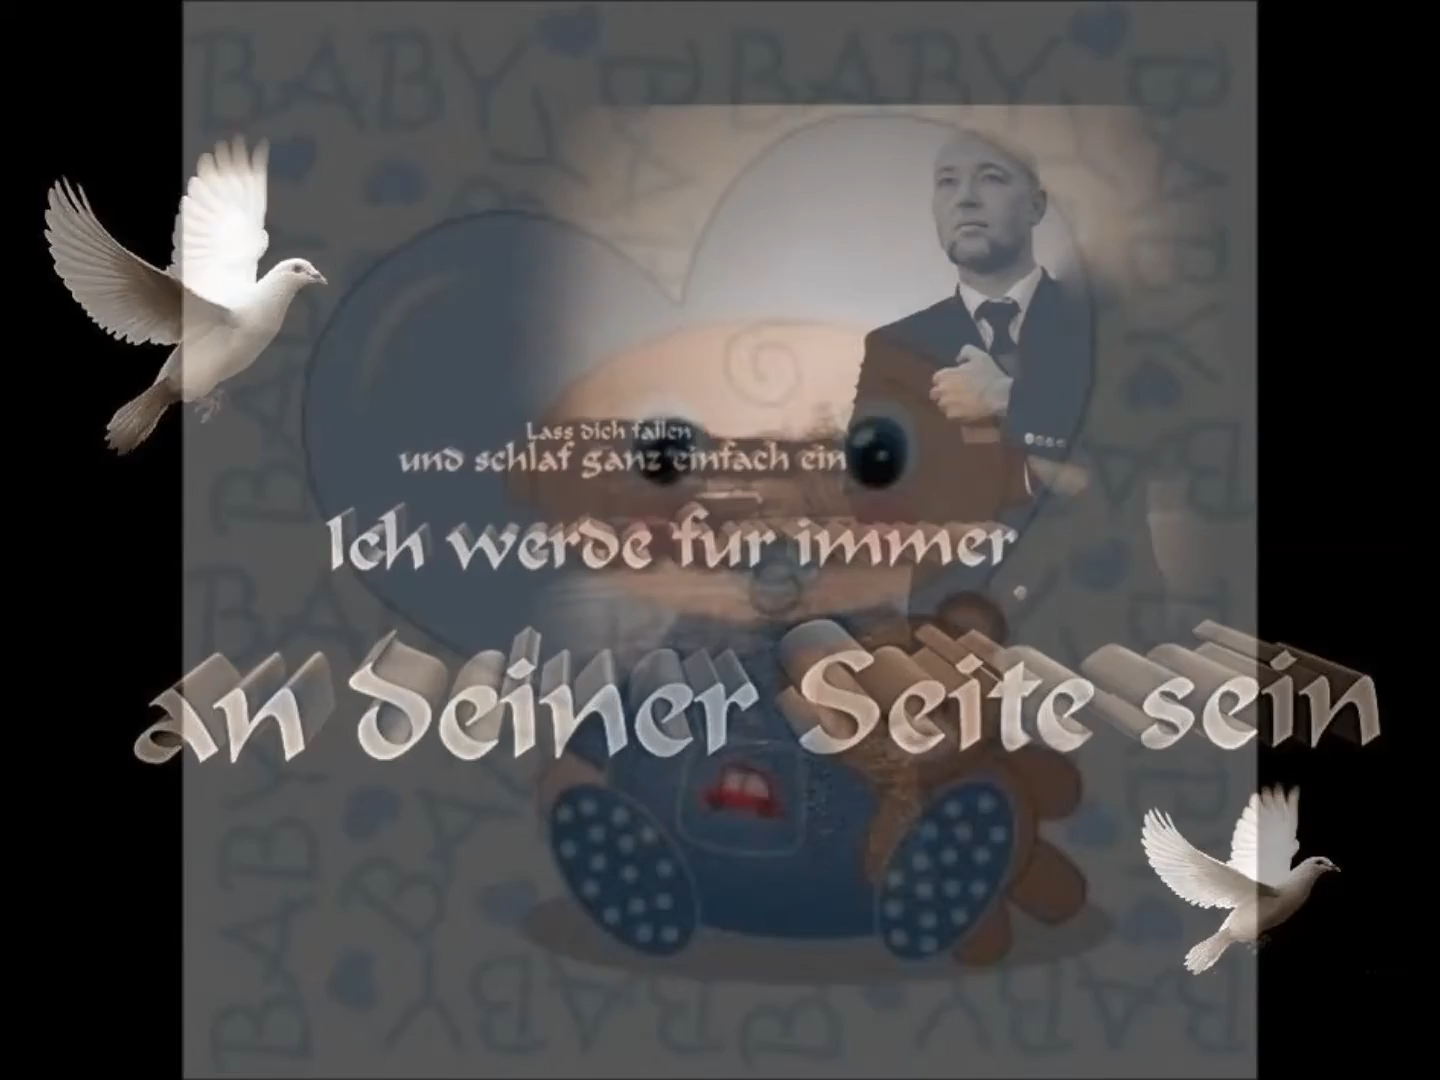 BABY BABY
Lass dich fallen
und schlaf ganz einfach ein
Ich werde fur immer
an deiner Seite sein